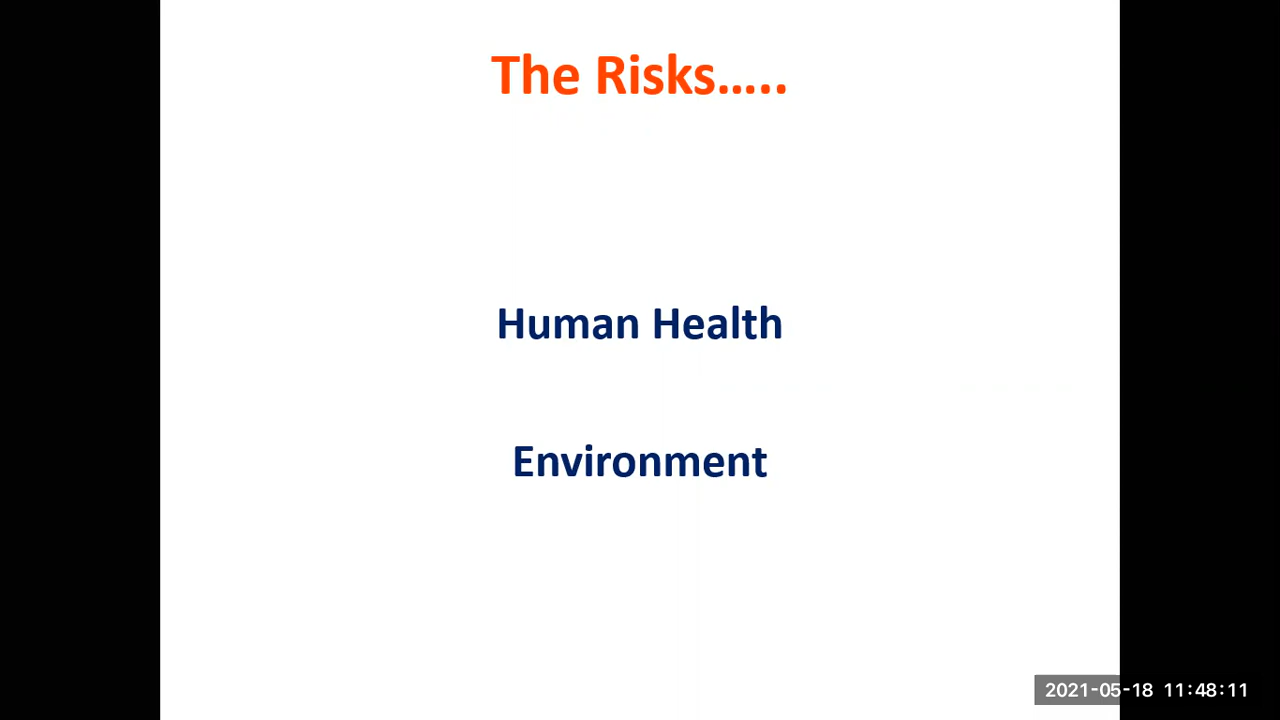 The Risks…..
Human Health
Environment
2021-05-18 11:48:11